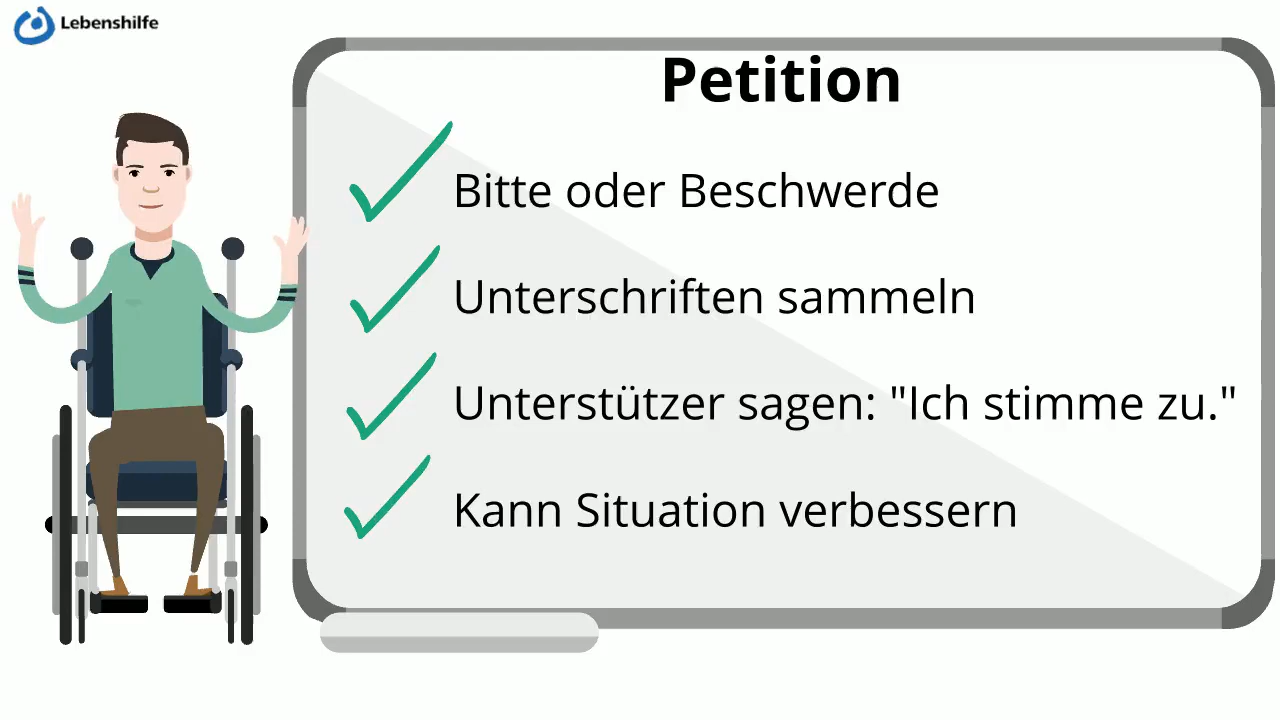 Lebenshilfe
Petition
Bitte oder Beschwerde
Unterschriften sammeln
Unterstützer sagen: "Ich stimme zu."
Kann Situation verbessern